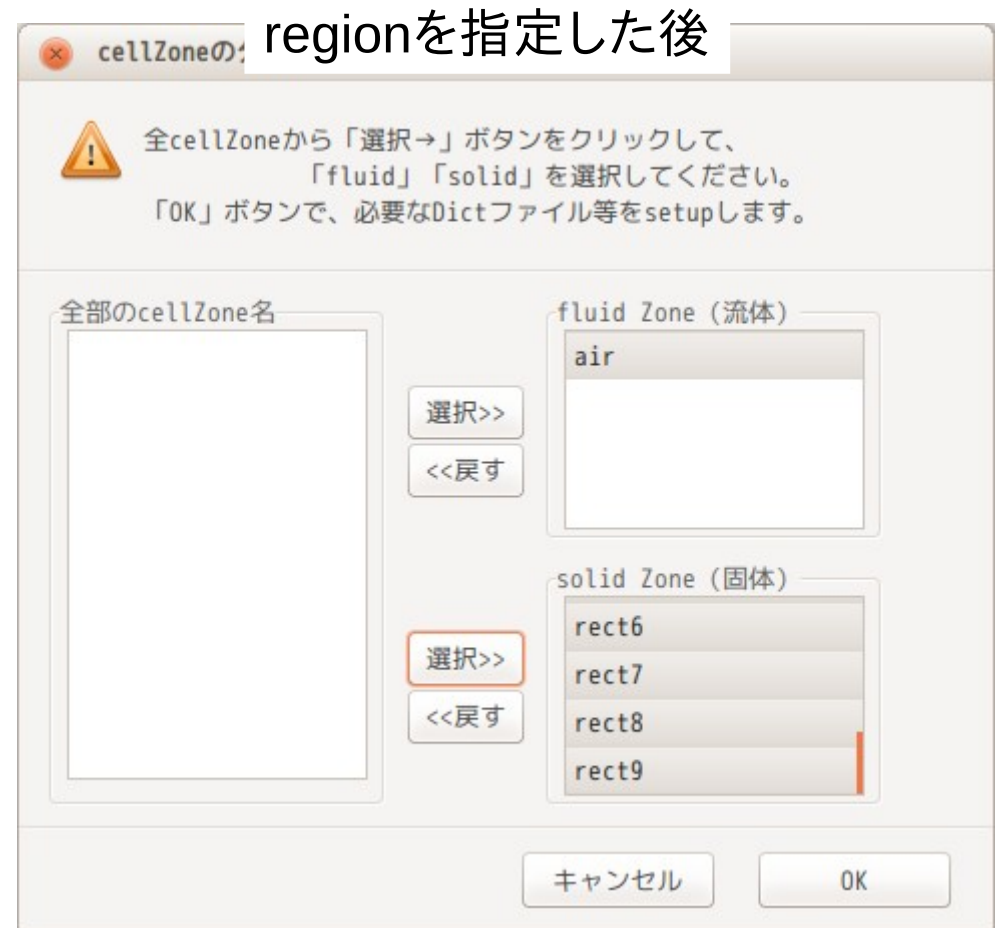 regionを指定した後
cellZoneの
全cellZoneから「選択→」ボタンをクリックして、
「fluid」「solid」を選択してください。
「OK」ボタンで、必要なDictファイル等をsetupします。
全部のcellZone名
選択>>
<<戻す
fluid Zone (流体)
air
選択>>
<<戻す
solid Zone (固体)
rect6
rect7
rect8
rect9
キャンセル
OK